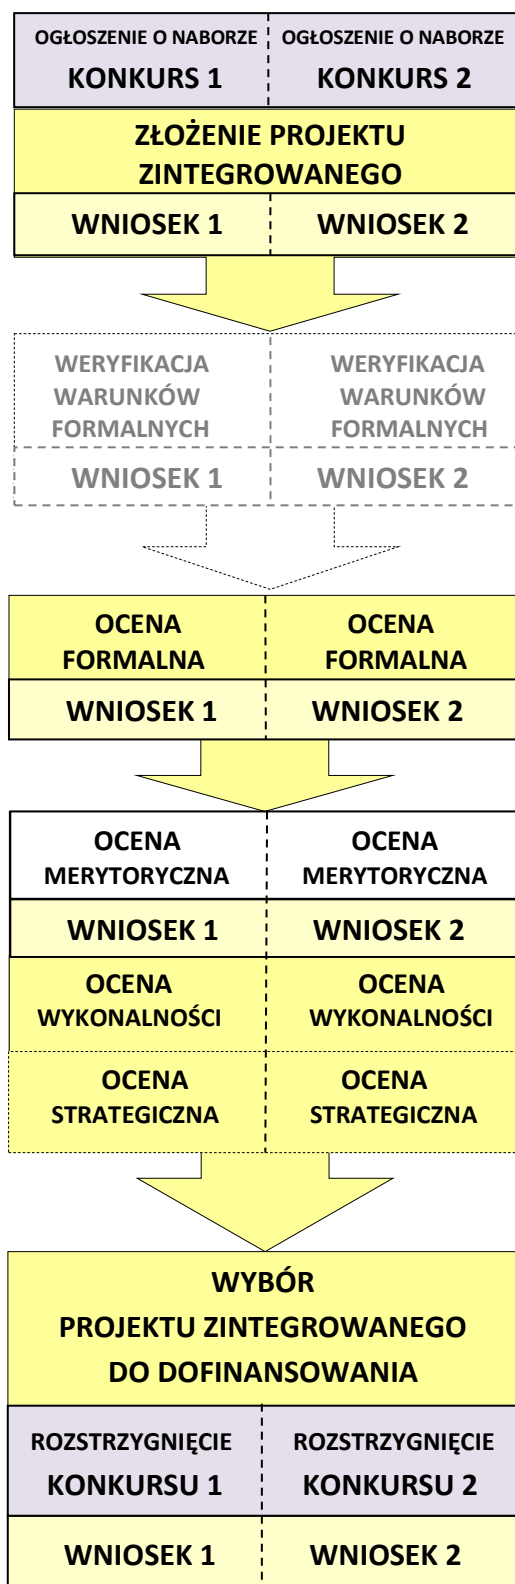 OGŁOSZENIE O NABORZE OGŁOSZENIE O NABORZE
KONKURS 1 KONKURS 2
ZŁOŻENIE PROJEKTU
ZINTEGROWANEGO
WNIOSEK 1 WNIOSEK 2
WERYFIKACJA WERYFIKACJA
WARUNKÓW WARUNKÓW
FORMALNYCH FORMALNYCH
WNIOSEK 1 WNIOSEK 2
OCENA OCENA
FORMALNA FORMALNA
WNIOSEK 1 WNIOSEK 2
OCENA OCENA
MERYTORYCZNA MERYTORYCZNA
WNIOSEK 1 WNIOSEK 2
OCENA OCENA
WYKONALNOŚCI WYKONALNOŚCI
OCENA OCENA
STRATEGICZNA STRATEGICZNA
WYBÓR
PROJEKTU ZINTEGROWANEGO
DO DOFINANSOWANIA
ROZSTRZYGNIĘCIE ROZSTRZYGNIĘCIE
KONKURSU 1 KONKURSU 2
WNIOSEK 1 WNIOSEK 2